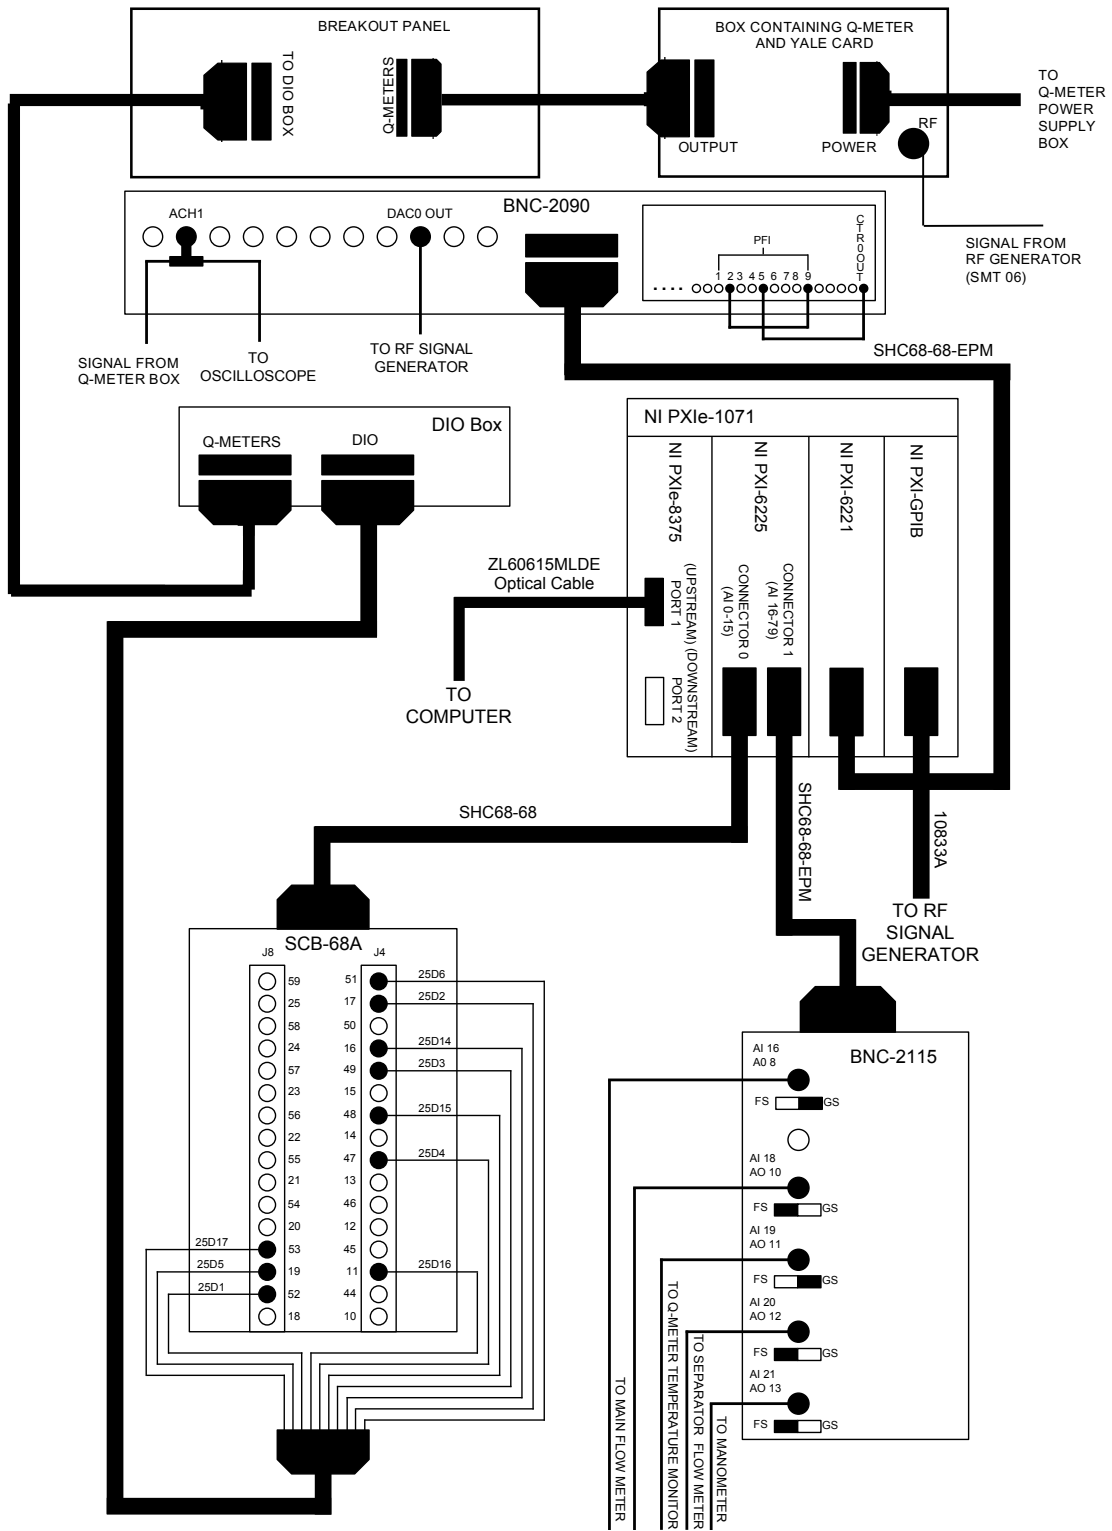 BREAKOUT PANEL
TO DIO BOX
Q-METERS
BOX CONTAINING Q-METER
AND YALE CARD
OUTPUT
POWER
RF
TO
Q-METER
POWER
SUPPLY
BOX
BNC-2090
ACH1
DAC0 OUT
PFI
1 2 3 4 5 6 7 8 9
CTR0OUT
. . . .
SIGNAL FROM
RF GENERATOR
(SMT 06)
SIGNAL FROM
Q-METER BOX
TO
OSCILLOSCOPE
TO RF SIGNAL
GENERATOR
SHC68-68-EPM
DIO Box
Q-METERS
DIO
NI PXIe-1071
NI PXIe-8375
NI PXI-6225
NI PXI-6221
NI PXI-GPIB
(UPSTREAM)
PORT 1
(DOWNSTREAM)
PORT 2
CONNECTOR 0
(AI 0-15)
CONNECTOR 1
(AI 16-79)
ZL60615MLDE
Optical Cable
TO
COMPUTER
SHC68-68
SHC68-68-EPM
10833A
TO RF
SIGNAL
GENERATOR
SCB-68A
J8
J4
59
25
58
24
57
23
56
22
55
21
54
20
53
19
52
18
51
17
50
16
49
15
48
14
47
13
46
12
45
11
44
10
25D6
25D2
25D14
25D3
25D15
25D4
25D16
25D17
25D5
25D1
BNC-2115
AI 16
A0 8
FS GS
AI 18
AO 10
FS GS
AI 19
AO 11
FS GS
AI 20
AO 12
FS GS
AI 21
AO 13
FS GS
TO MAIN FLOW METER
TO Q-METER TEMPERATURE MONITOR
TO SEPARATOR FLOW METER
TO MANOMETER